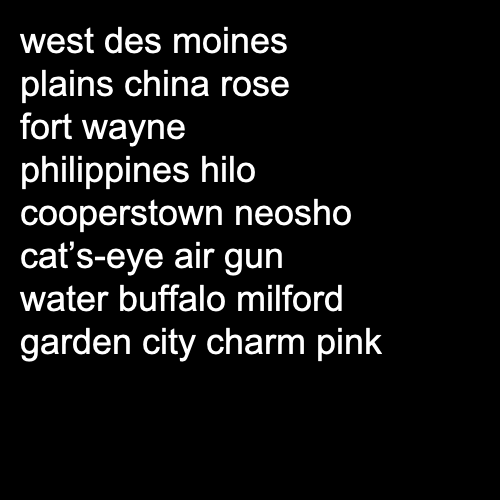 west des moines
plains china rose
fort wayne
philippines hilo
cooperstown neosho
cat’s-eye air gun
water buffalo milford
garden city charm pink